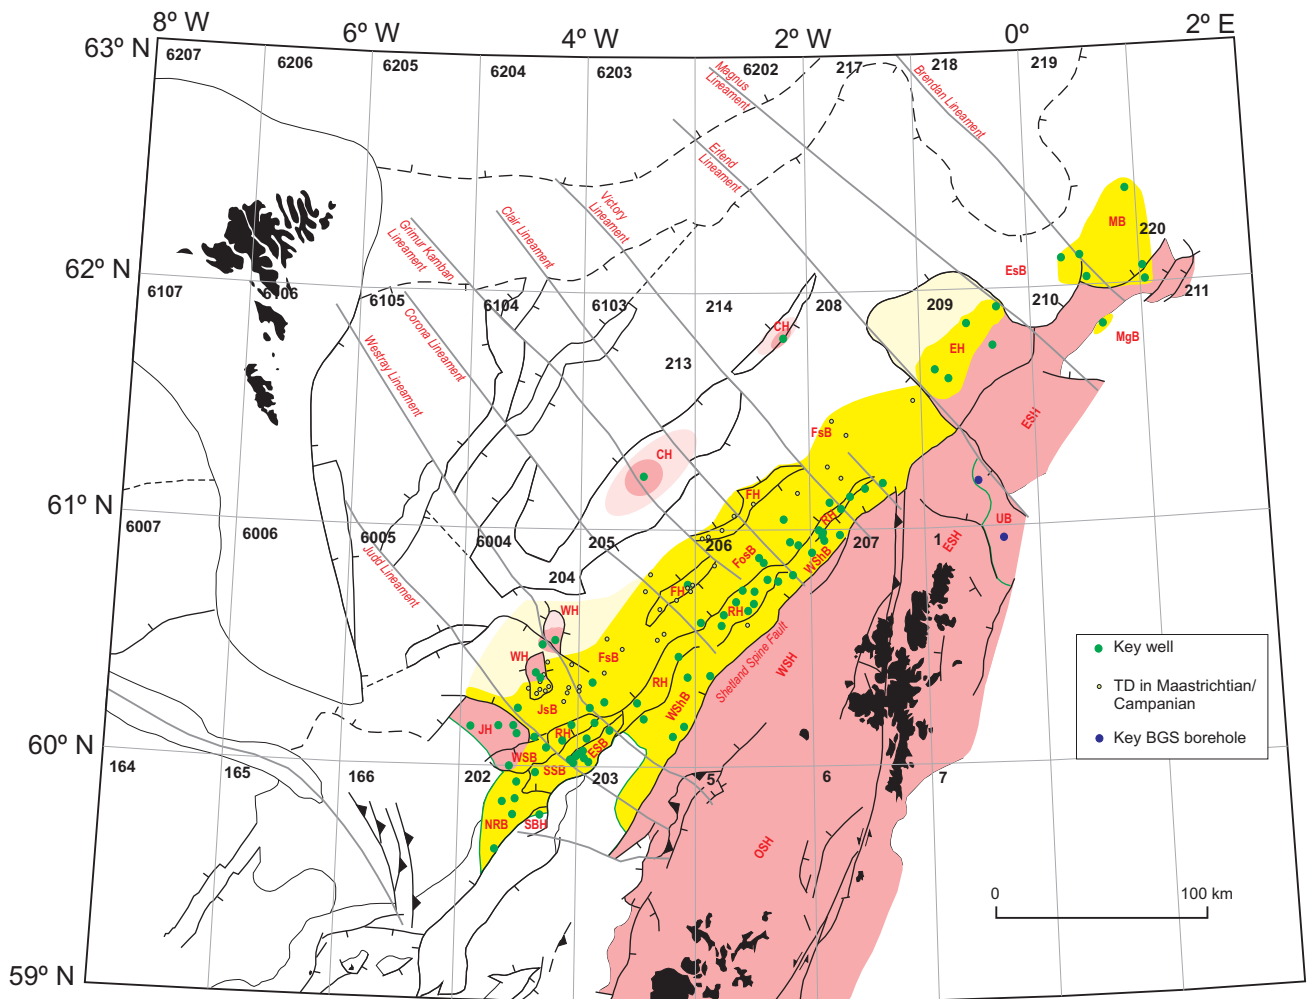 8º W
6º W
4º W
2º W
0º
2º E
63º N
6207
6206
6205
6204
6203
6202
217
218
219
Magnus
Lineament
Brendan Lineament
Erlend
Lineament
Victory
Lineament
Clair Lineament
Grimur Kamban
Lineament
MB
220
62º N
EsB
6107
6106
6105
6104
6103
214
208
209
210
211
Corona Lineament
Westray Lineament
CH
EH
MgB
213
ESH
FsB
CH
61º N
FH
6007
6006
6005
6004
205
206
RH
207
1
ESH
UB
FosB
WShB
204
Judd Lineament
FH
RH
WH
WH
FsB
Shetland Spine Fault
WSH
RH
WShB
JsB
JH
RH
ESB
WSB
SSB
60º N
164
165
166
202
203
5
6
7
NRB
SBH
OSH
Key well
TD in Maastrichtian/
Campanian
Key BGS borehole
0
100 km
59º N